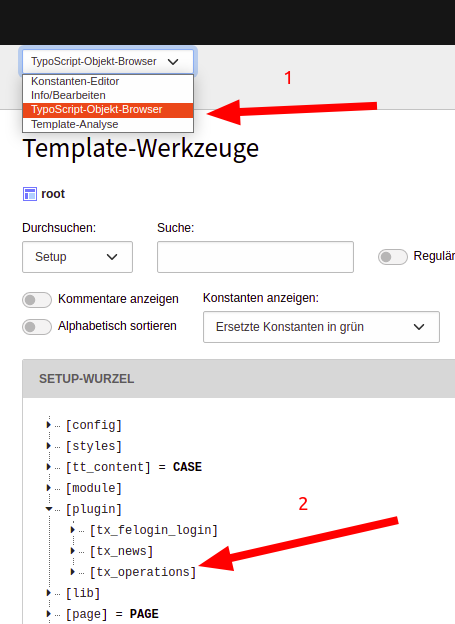 TypoScript-Objekt-Browser
Konstanten-Editor
Info/Bearbeiten
TypoScript-Objekt-Browser
Template-Analyse
1
Template-Werkzeuge
root
Durchsuchen:
Suche:
Setup
Regulär
Kommentare anzeigen
Konstanten anzeigen:
Alphabetisch sortieren
Ersetzte Konstanten in grün
SETUP-WURZEL
[config]
[styles]
[tt_content] = CASE
[module]
[plugin]
2
[tx_felogin_login]
[tx_news]
[tx_operations]
[lib]
[page] = PAGE